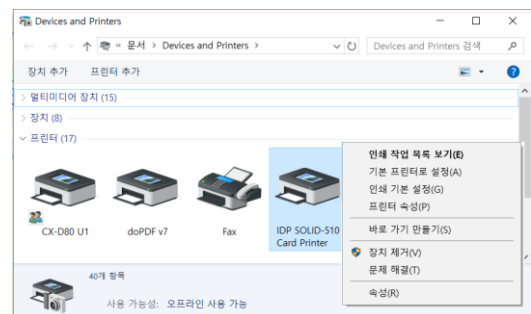 Devices and Printers
« 문서 > Devices and Printers >
Devices and Printers 검색
장치 추가 프린터 추가
멀티미디어 장치 (15)
장치 (8)
프린터 (17)
CX-D80 U1
doPDF v7
Fax
IDP SOLID-510
Card Printer
인쇄 작업 목록 보기(E)
기본 프린터로 설정(A)
인쇄 기본 설정(G)
프린터 속성(P)
바로 가기 만들기(S)
장치 제거(V)
문제 해결(T)
속성(R)
40개 항목
사용 가능성: 오프라인 사용 가능